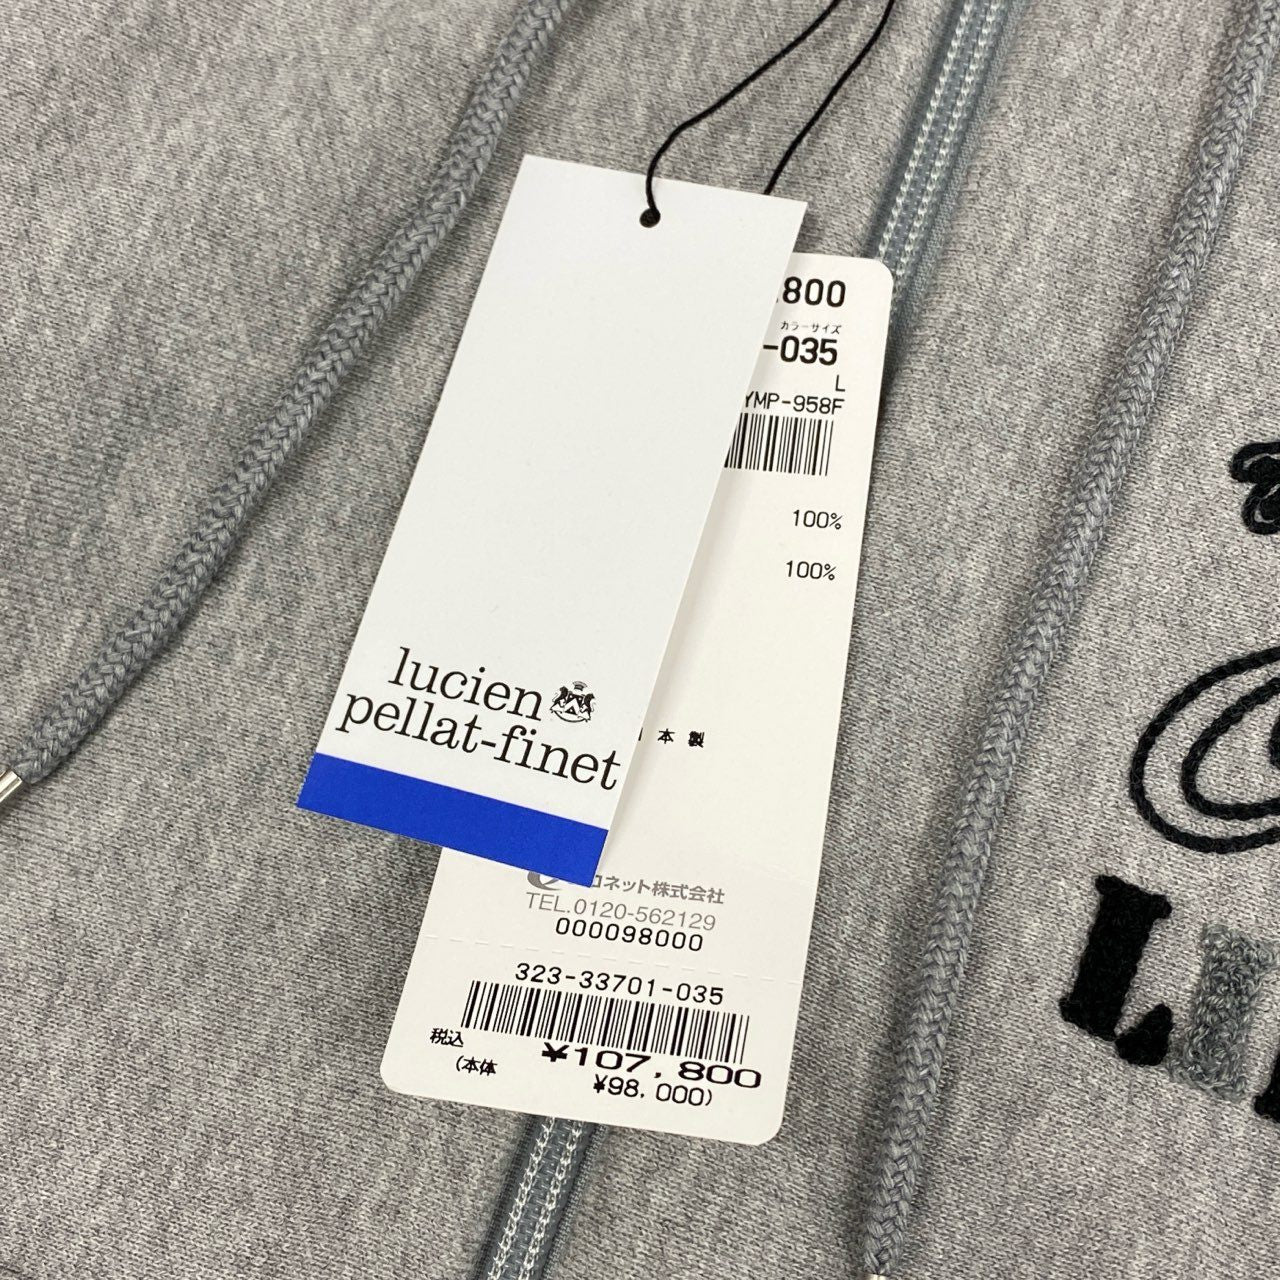 800
カラーサイズ
-035
L
YMP-958F
100%
100%
本製
lucien
pellat-finet
ネット株式会社
TEL.0120-562129
000098000
323-33701-035
税込 ¥107,800
(本体 ¥98,000)